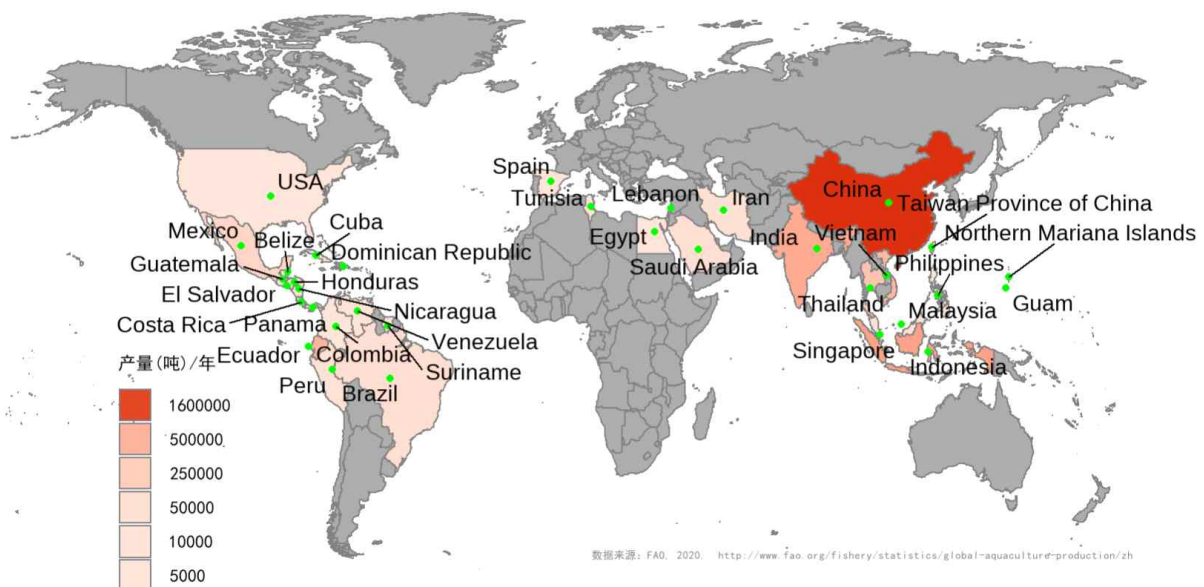 USA
Mexico
Belize
Cuba
Dominican Republic
Guatemala
Honduras
El Salvador
Nicaragua
Costa Rica
Panama
Venezuela
Ecuador
Colombia
Suriname
Peru
Brazil
Spain
Tunisia
Lebanon
Iran
Egypt
Saudi Arabia
India
China
Taiwan Province of China
Vietnam
Northern Mariana Islands
Philippines
Thailand
Malaysia
Guam
Singapore
Indonesia
产量(吨)/年
1600000
500000
250000
50000
10000
5000
数据来源: FAO, 2020. http://www.fao.org/fishery/statistics/global-aquaculture-production/zh